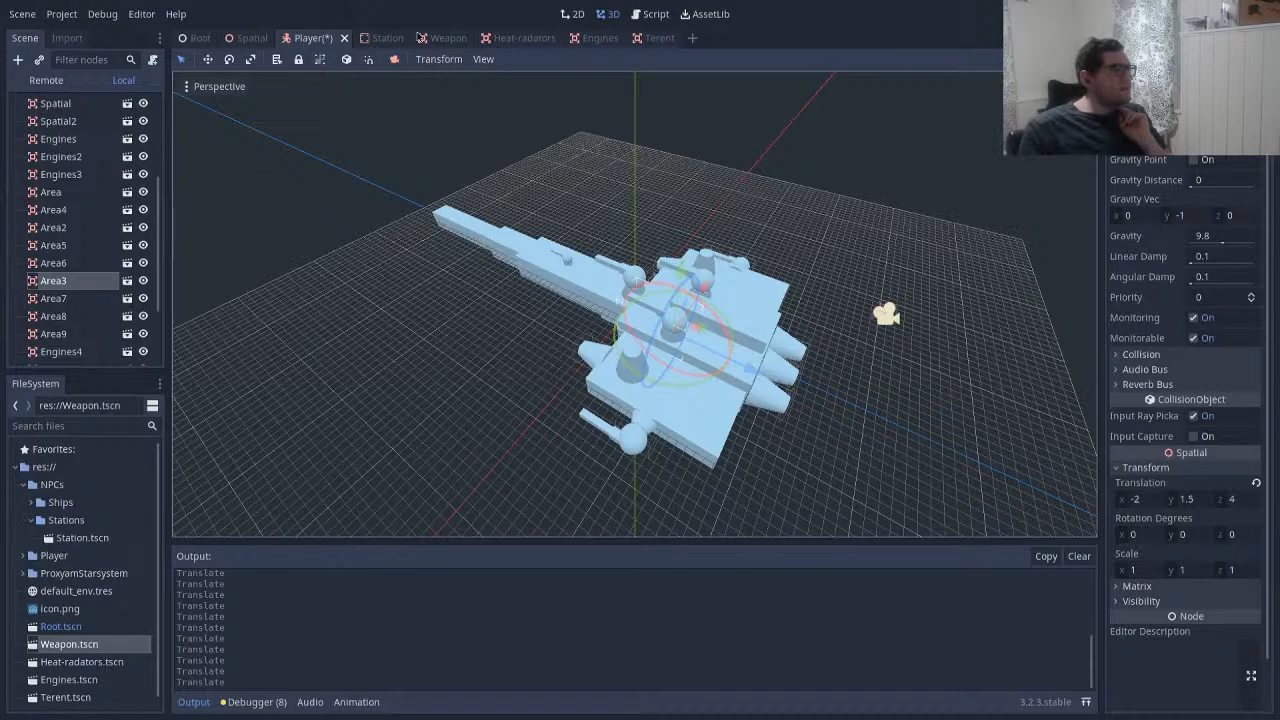 Scene Project Debug Editor Help
2D 3D Script AssetLib
Scene Import
Root Spatial Player(*) Station Weapon Heat-radators Engines Terent
Filter nodes
Transform View
Remote Local
Perspective
Spatial
Spatial2
Engines
Engines2
Engines3
Area
Area4
Area2
Area5
Area6
Area3
Area7
Area8
Area9
Engines4
FileSystem
res://Weapon.tscn
Search files
Favorites:
res://
NPCs
Ships
Stations
Station.tscn
Player
ProxyamStarsystem
default_env.tres
icon.png
Root.tscn
Weapon.tscn
Heat-radators.tscn
Engines.tscn
Terent.tscn
Output: Copy Clear
Translate
Translate
Translate
Translate
Translate
Translate
Translate
Translate
Translate
Translate
Translate
Output Debugger (8) Audio Animation 3.2.3.stable
Gravity Point On
Gravity Distance 0
Gravity Vec
x 0 y -1 z 0
Gravity 9.8
Linear Damp 0.1
Angular Damp 0.1
Priority 0
Monitoring On
Monitorable On
Collision
Audio Bus
Reverb Bus
CollisionObject
Input Ray Picka On
Input Capture On
Spatial
Transform
Translation
x -2 y 1.5 z 4
Rotation Degrees
x 0 y 0 z 0
Scale
x 1 y 1 z 1
Matrix
Visibility
Node
Editor Description